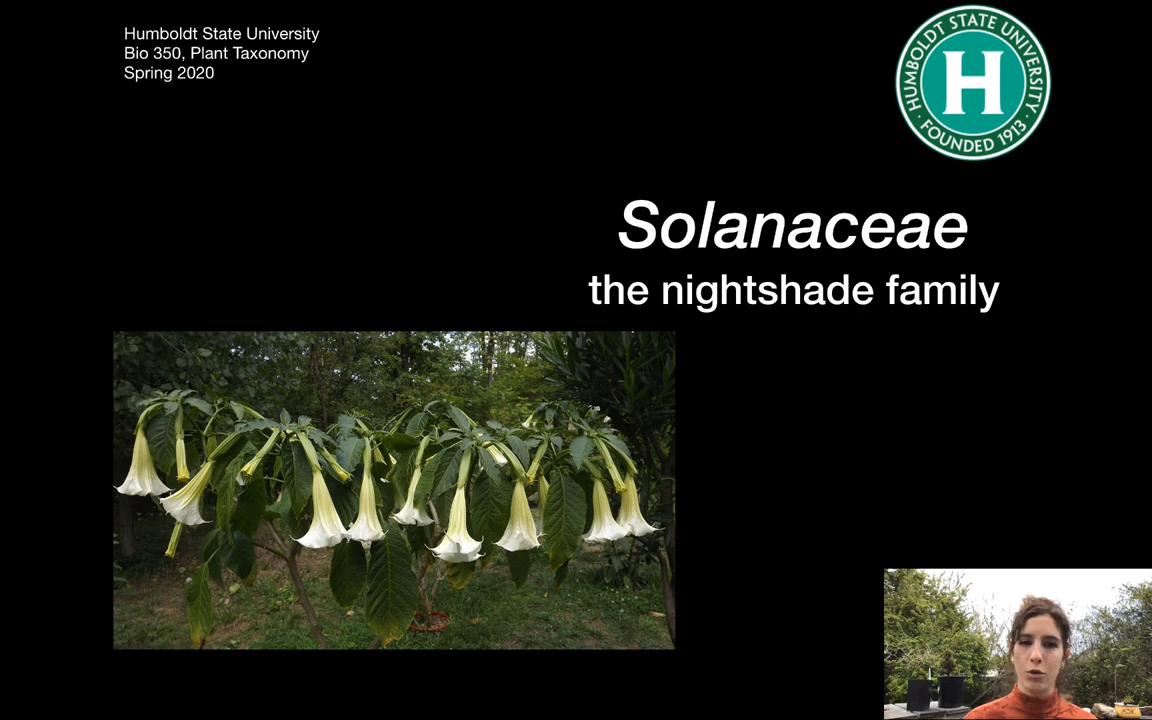 Humboldt State University
Bio 350, Plant Taxonomy
Spring 2020
HUMBOLDT STATE UNIVERSITY
· FOUNDED 1913 ·
H
Solanaceae
the nightshade family